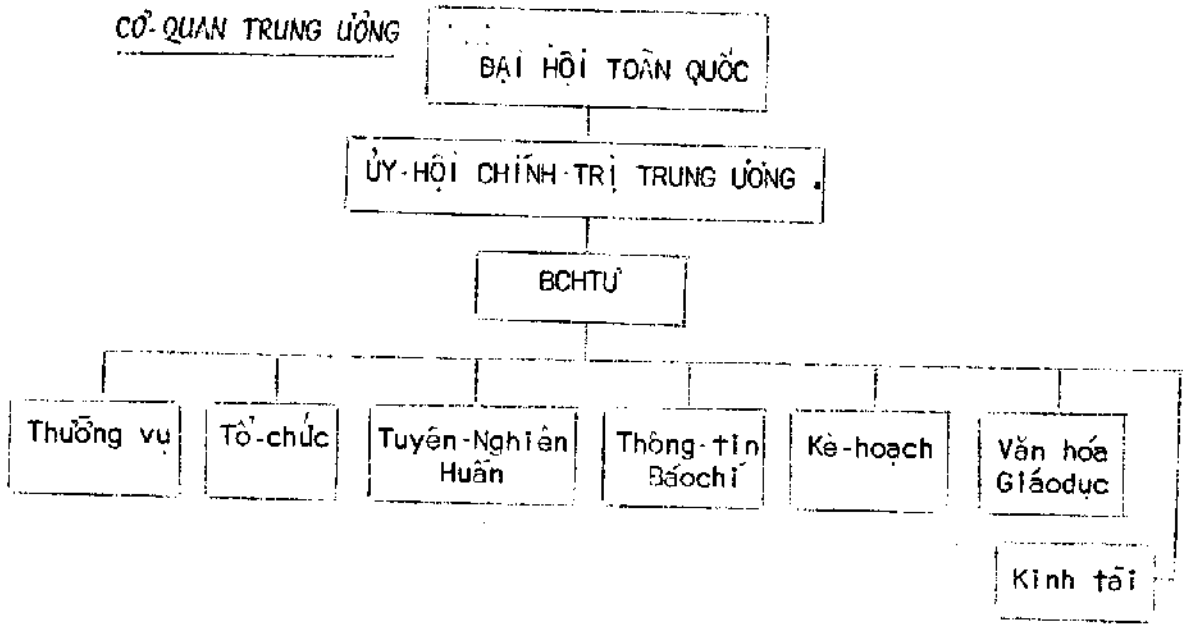 CƠ-QUAN TRUNG ƯƠNG
ĐẠI HỘI TOÀN QUỐC
ỦY-HỘI CHÍNH-TRỊ TRUNG ƯƠNG.
BCHTƯ
Thường vụ
Tổ-chức
Tuyên-Nghiên
Huấn
Thông-tin
Báochí
Kế-hoạch
Văn hóa
Giáodục
Kinh tài